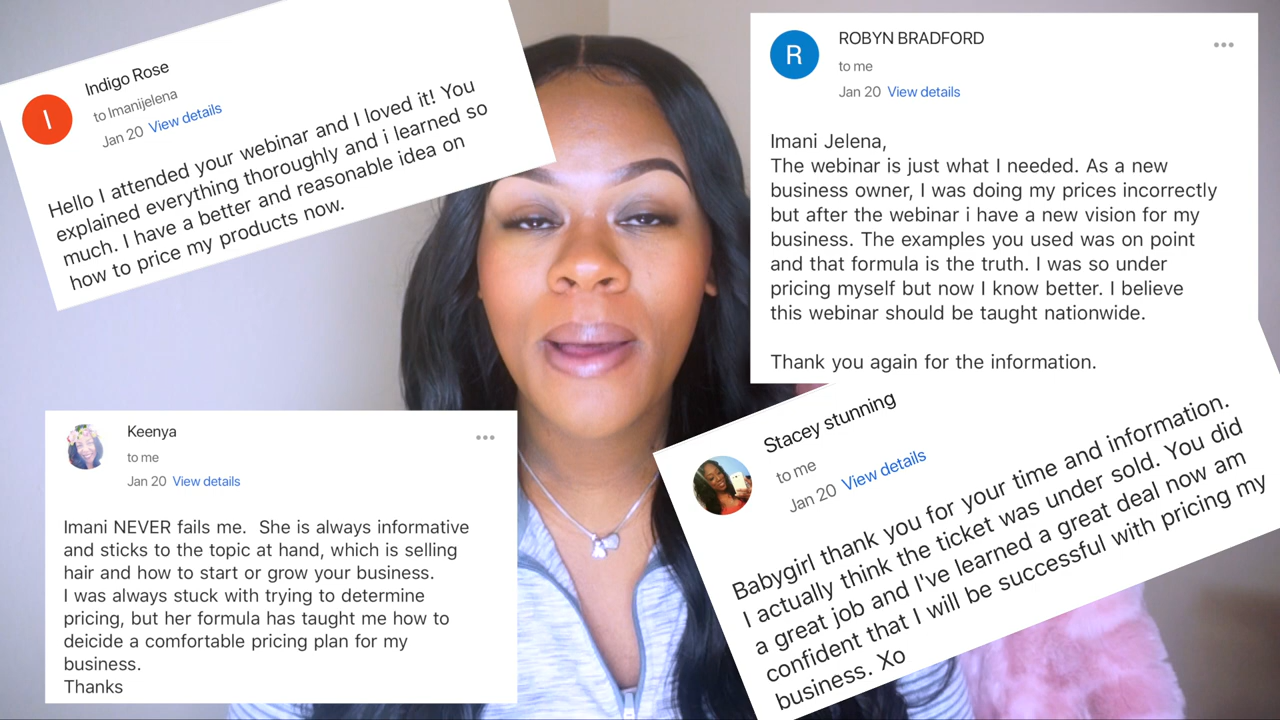 I
Indigo Rose
to Imanijelena
Jan 20 View details
Hello I attended your webinar and I loved it! You
explained everything thoroughly and i learned so
much. I have a better and reasonable idea on
how to price my products now.
R
ROBYN BRADFORD
to me
Jan 20 View details
Imani Jelena,
The webinar is just what I needed. As a new
business owner, I was doing my prices incorrectly
but after the webinar i have a new vision for my
business. The examples you used was on point
and that formula is the truth. I was so under
pricing myself but now I know better. I believe
this webinar should be taught nationwide.
Thank you again for the information.
Keenya
to me
Jan 20 View details
Imani NEVER fails me. She is always informative
and sticks to the topic at hand, which is selling
hair and how to start or grow your business.
I was always stuck with trying to determine
pricing, but her formula has taught me how to
deicide a comfortable pricing plan for my
business.
Thanks
Stacey stunning
to me
Jan 20 View details
Babygirl thank you for your time and information.
I actually think the ticket was under sold. You did
a great job and I've learned a great deal now am
confident that I will be successful with pricing my
business. Xo